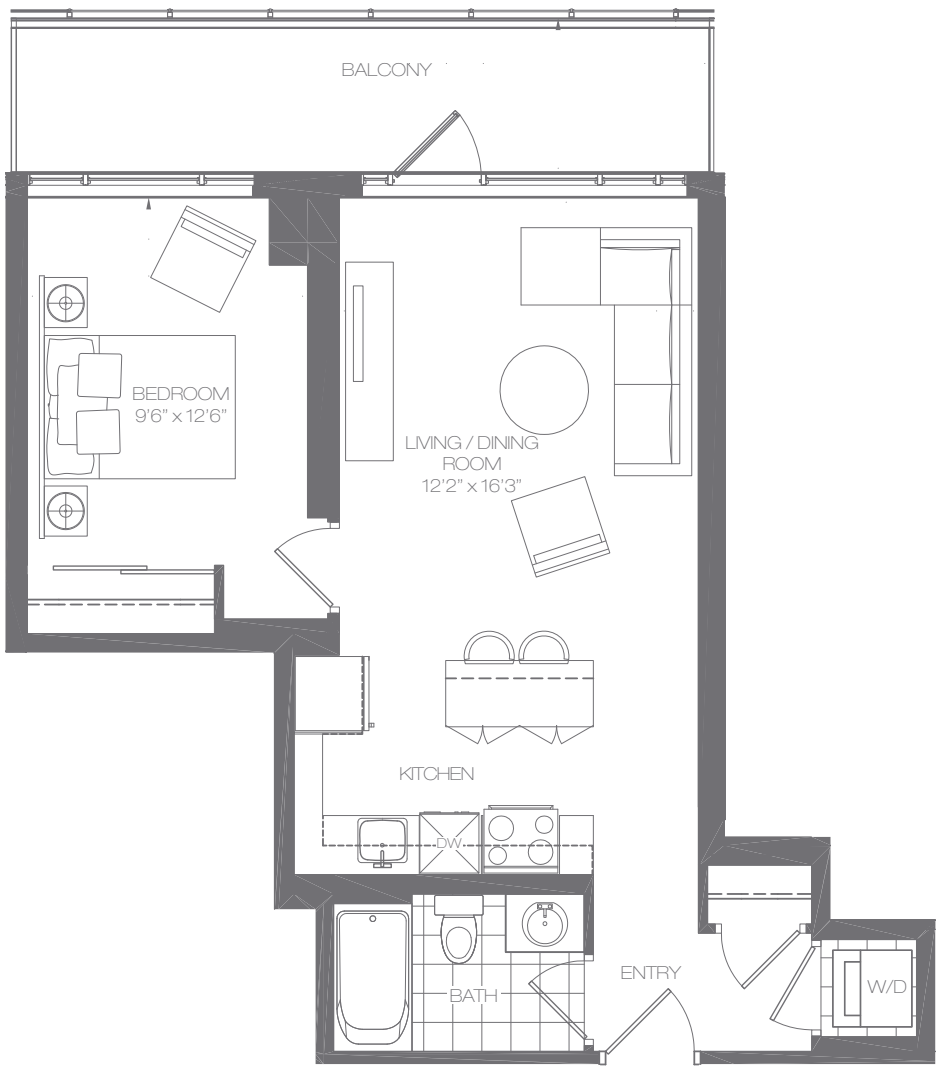 BALCONY
BEDROOM
9'6" x 12'6"
LIVING / DINING
ROOM
12'2" x 16'3"
KITCHEN
DW
ENTRY
W/D
BATH